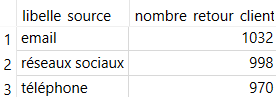 libelle source nombre retour client
1 email 1032
2 réseaux sociaux 998
3 téléphone 970